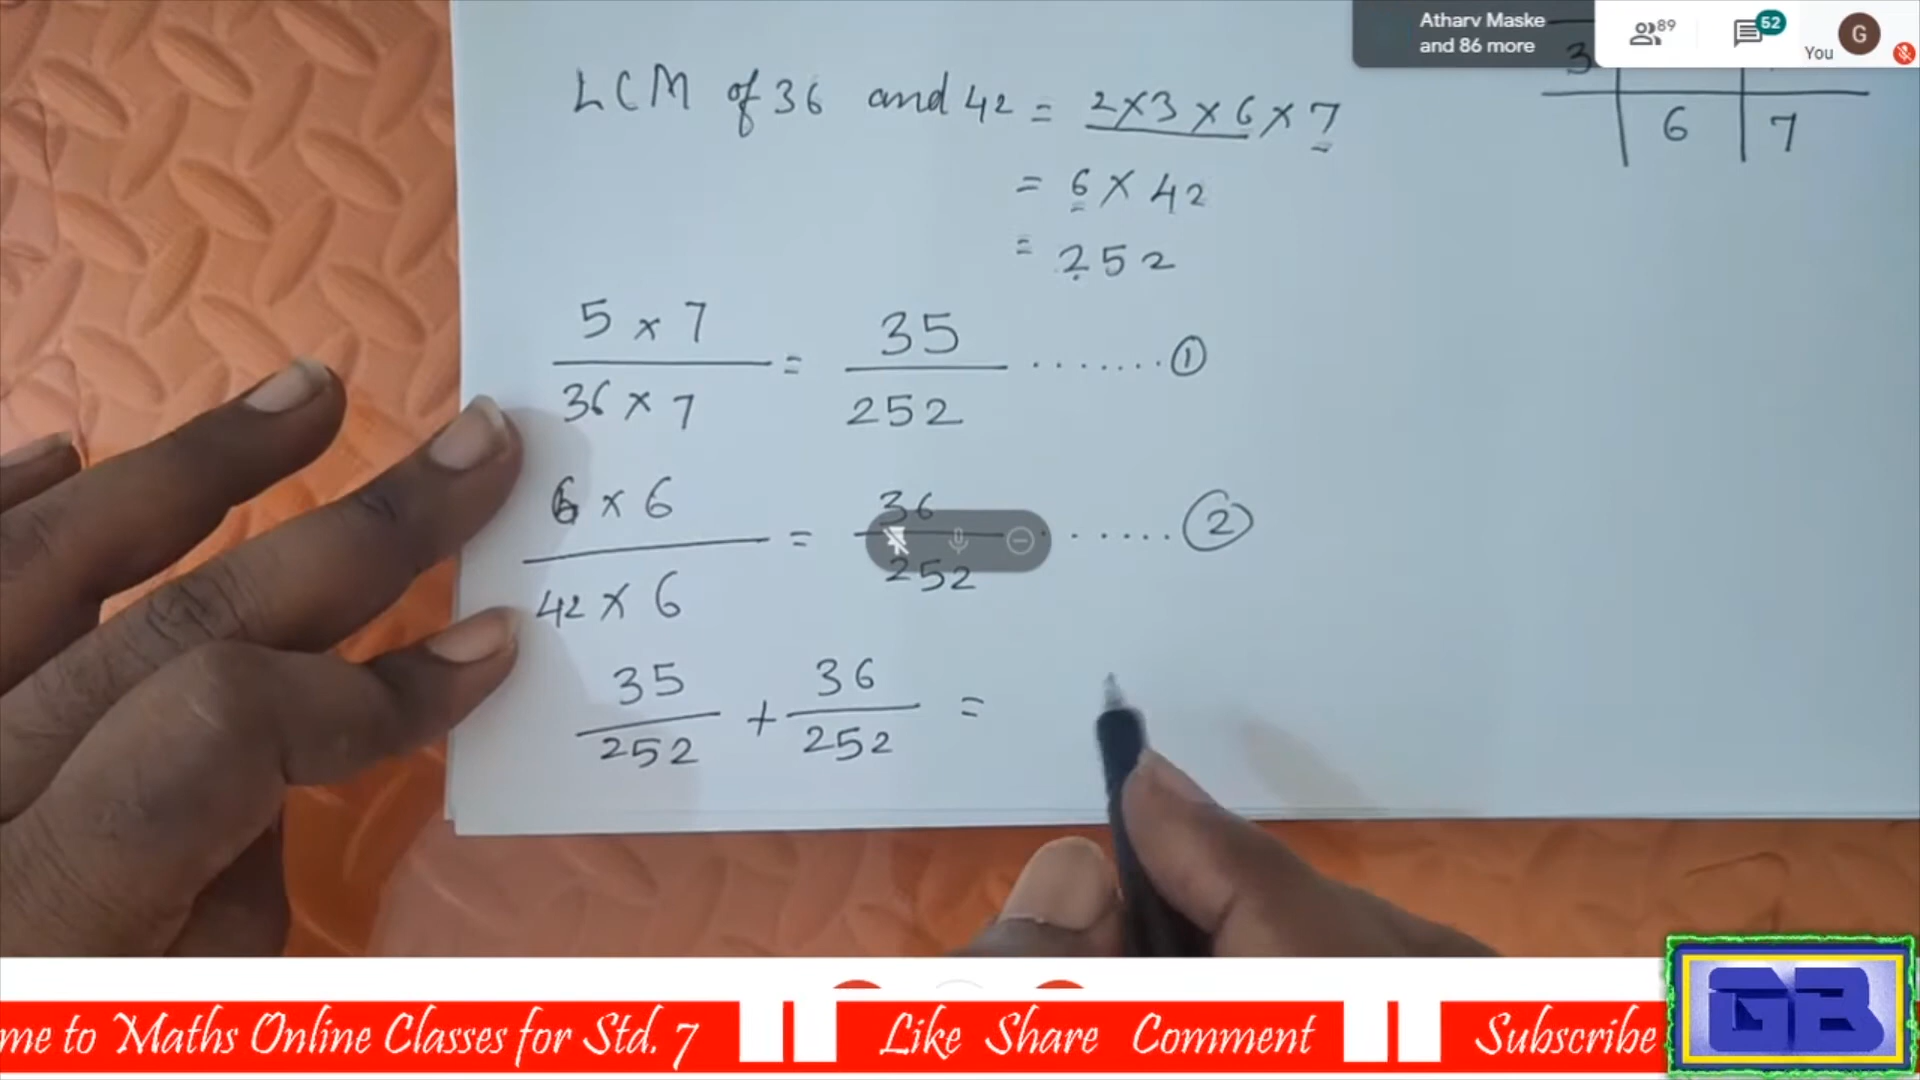 Atharv Maske
and 86 more
89
52
You
G
3
6 7
LCM of 36 and 42 = 2 × 3 × 6 × 7
= 6 × 42
= 252
5 × 7 / 36 × 7 = 35 / 252 ....... ①
6 × 6 / 42 × 6 = 36 / 252 ...... ②
35 / 252 + 36 / 252 =
me to Maths Online Classes for Std. 7 Like Share Comment Subscribe
GB